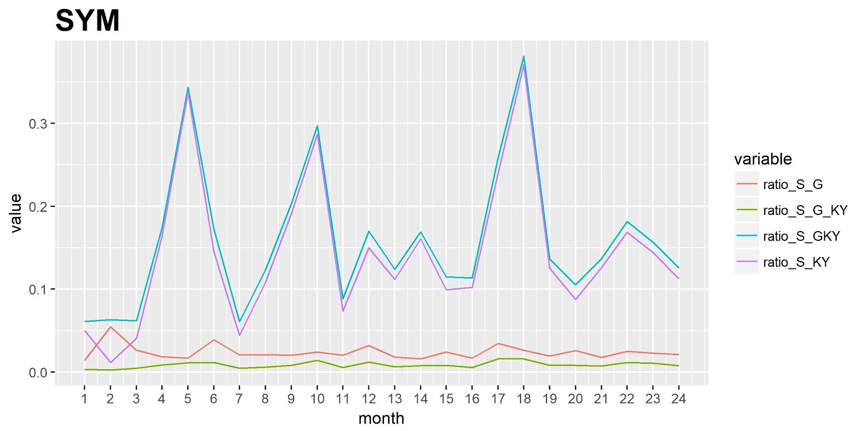 SYM
value
0.3
0.2
0.1
0.0
1 2 3 4 5 6 7 8 9 10 11 12 13 14 15 16 17 18 19 20 21 22 23 24
month
variable
ratio_S_G
ratio_S_G_KY
ratio_S_GKY
ratio_S_KY